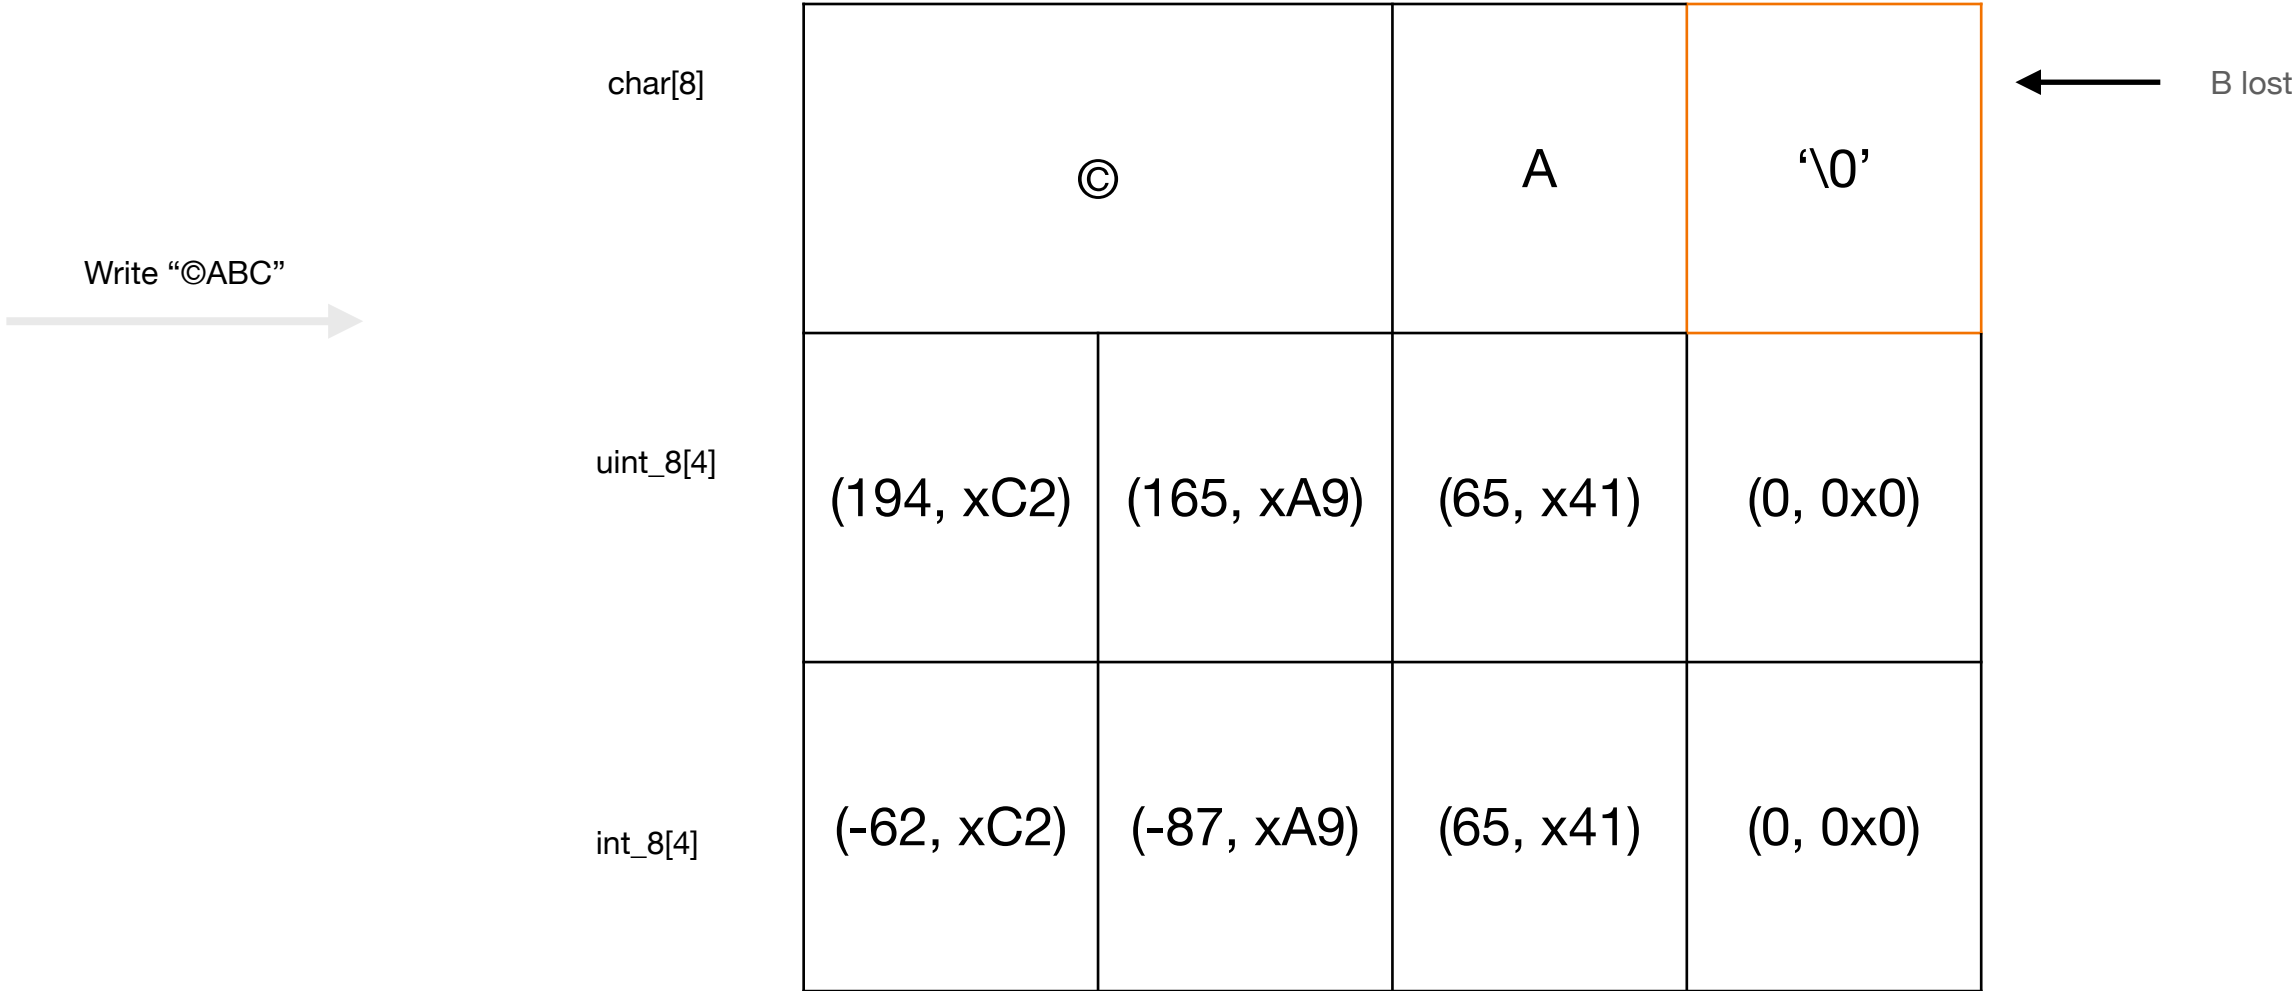 char[8]
©
A
‘\0’
B lost
Write “©ABC”
uint_8[4]
(194, xC2)
(165, xA9)
(65, x41)
(0, 0x0)
int_8[4]
(-62, xC2)
(-87, xA9)
(65, x41)
(0, 0x0)